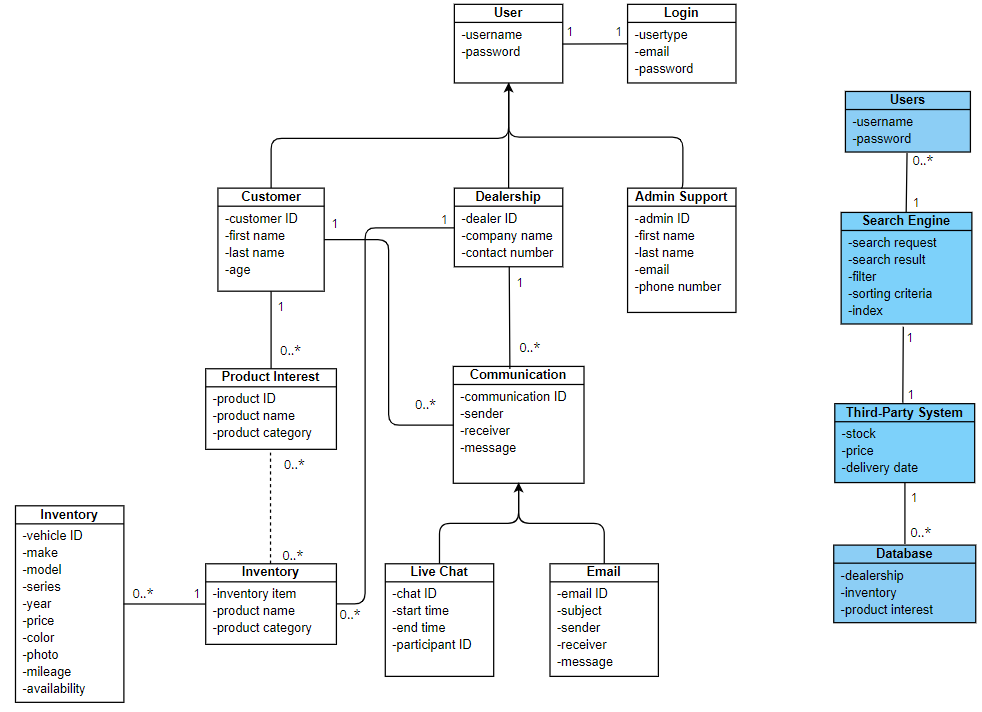 User
-username
-password
1
1
Login
-usertype
-email
-password
Customer
-customer ID
-first name
-last name
-age
1
1
Dealership
-dealer ID
-company name
-contact number
Admin Support
-admin ID
-first name
-last name
-email
-phone number
1
0..*
1
0..*
0..*
Product Interest
-product ID
-product name
-product category
Communication
-communication ID
-sender
-receiver
-message
0..*
0..*
Inventory
-vehicle ID
-make
-model
-series
-year
-price
-color
-photo
-mileage
-availability
0..*
1
Inventory
-inventory item
-product name
-product category
0..*
Live Chat
-chat ID
-start time
-end time
-participant ID
Email
-email ID
-subject
-sender
-receiver
-message
Users
-username
-password
0..*
1
Search Engine
-search request
-search result
-filter
-sorting criteria
-index
1
1
Third-Party System
-stock
-price
-delivery date
1
0..*
Database
-dealership
-inventory
-product interest